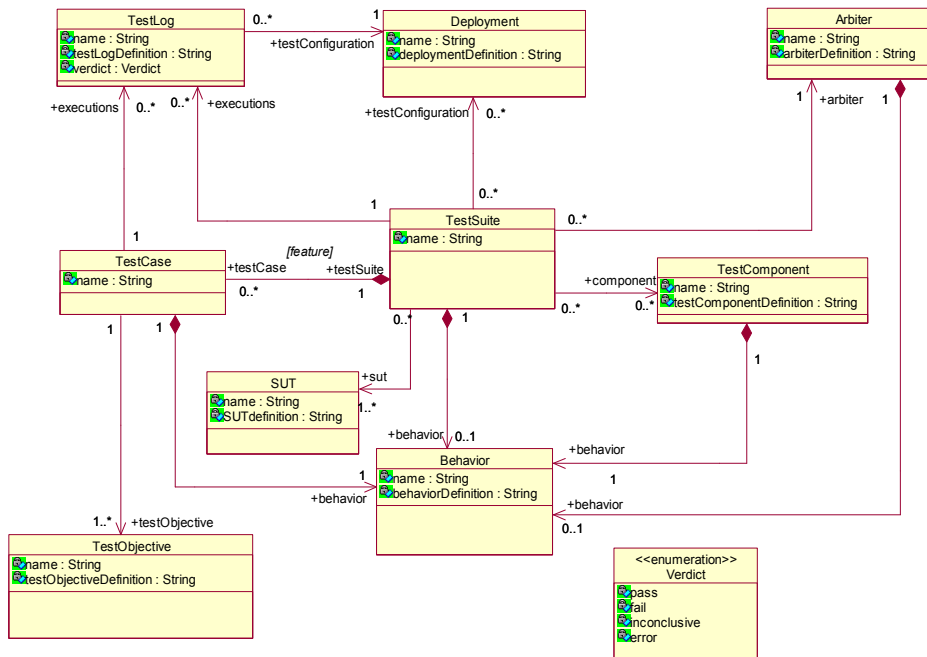 TestLog
name : String
testLogDefinition : String
verdict : Verdict
0..*
1
+testConfiguration
Deployment
name : String
deploymentDefinition : String
Arbiter
name : String
arbiterDefinition : String
+executions
0..*
0..*
+executions
+testConfiguration
0..*
1
+arbiter
1
1
1
0..*
0..*
TestSuite
name : String
TestCase
name : String
[feature]
+testCase
+testSuite
0..*
1
+component
0..*
0..*
TestComponent
name : String
testComponentDefinition : String
1
1
0..*
1
1
SUT
name : String
SUTdefinition : String
+sut
1..*
+behavior
0..1
Behavior
name : String
behaviorDefinition : String
1
+behavior
+behavior
1
+behavior
0..1
1..*
+testObjective
TestObjective
name : String
testObjectiveDefinition : String
<<enumeration>>
Verdict
pass
fail
inconclusive
error